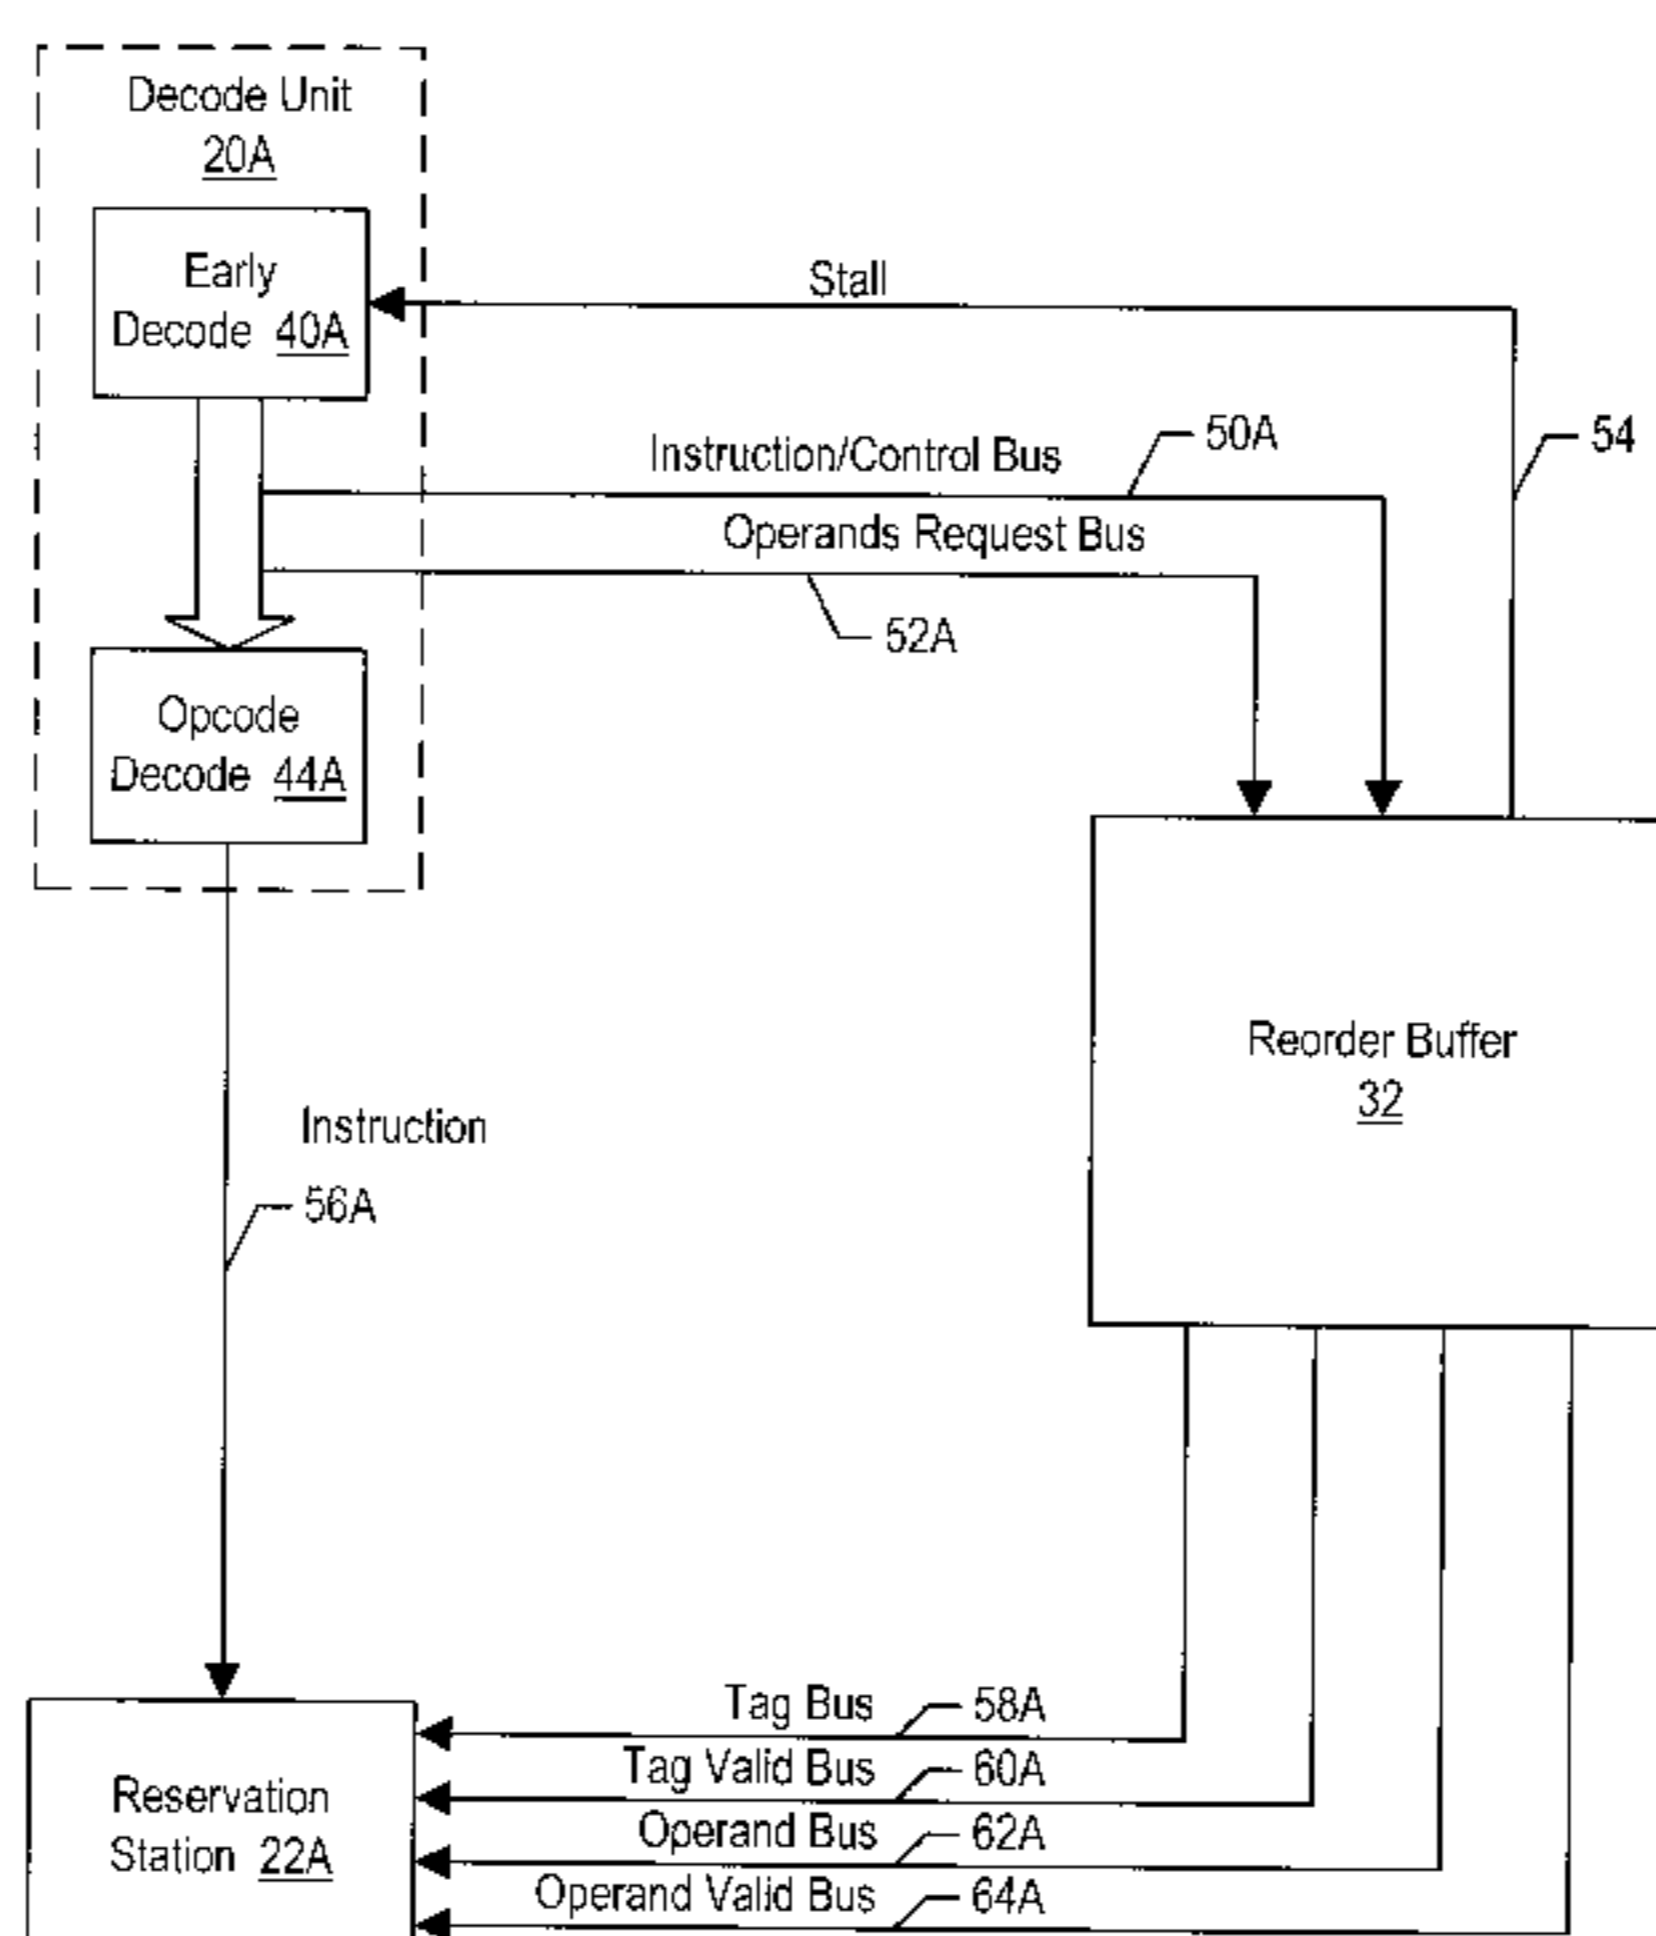 Decode Unit
20A
Early
Decode 40A
Stall
Instruction/Control Bus
50A
54
Operands Request Bus
52A
Opcode
Decode 44A
Reorder Buffer
32
Instruction
56A
Tag Bus
58A
Tag Valid Bus
60A
Reservation
Station 22A
Operand Bus
62A
Operand Valid Bus
64A